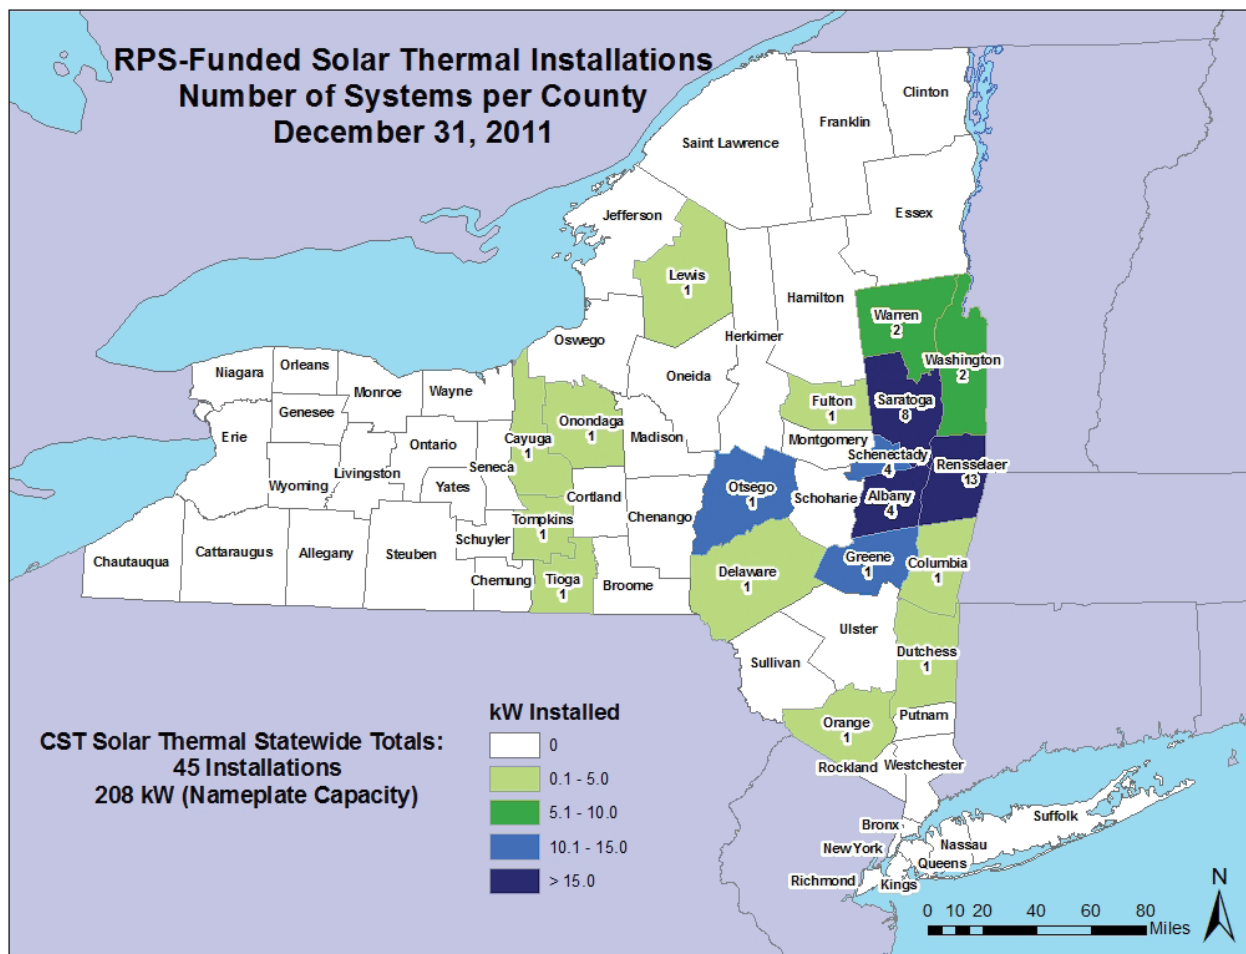 RPS-Funded Solar Thermal Installations
Number of Systems per County
December 31, 2011
Clinton
Franklin
Saint Lawrence
Essex
Jefferson
Lewis
1
Hamilton
Warren
2
Herkimer
Oswego
Washington
2
Oneida
Niagara
Orleans
Monroe
Wayne
Saratoga
8
Fulton
1
Genesee
Onondaga
1
Cayuga
1
Madison
Montgomery
Erie
Ontario
Schenectady
4
Seneca
Livingston
Rensselaer
13
Wyoming
Yates
Otsego
1
Schoharie
Albany
4
Cortland
Chenango
Tompkins
1
Schuyler
Chautauqua
Cattaraugus
Allegany
Steuben
Greene
1
Columbia
1
Chemung
Tioga
1
Broome
Delaware
1
Ulster
Dutchess
1
Sullivan
Orange
1
Putnam
Rockland
Westchester
Bronx
New York
Richmond
Kings
Queens
Nassau
Suffolk
CST Solar Thermal Statewide Totals:
45 Installations
208 kW (Nameplate Capacity)
kW Installed
0
0.1 - 5.0
5.1 - 10.0
10.1 - 15.0
> 15.0
N
0 10 20 40 60 80
Miles